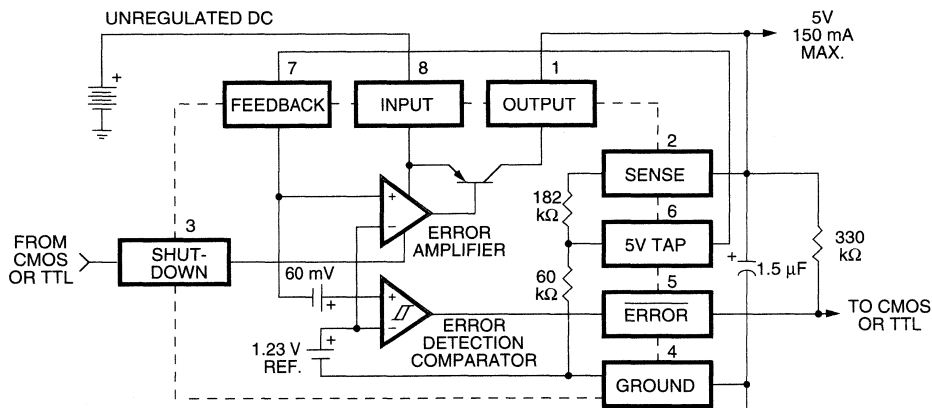 UNREGULATED DC
5V
150 mA
MAX.
7
8
1
+
FEEDBACK
INPUT
OUTPUT
2
SENSE
182
kΩ
6
5V TAP
+
−
ERROR
AMPLIFIER
3
FROM
CMOS
OR TTL
SHUT-
DOWN
60 mV
+
60
kΩ
330
kΩ
+
1.5 µF
5
ERROR
TO CMOS
OR TTL
+
−
ERROR
DETECTION
COMPARATOR
1.23 V
REF.
+
4
GROUND